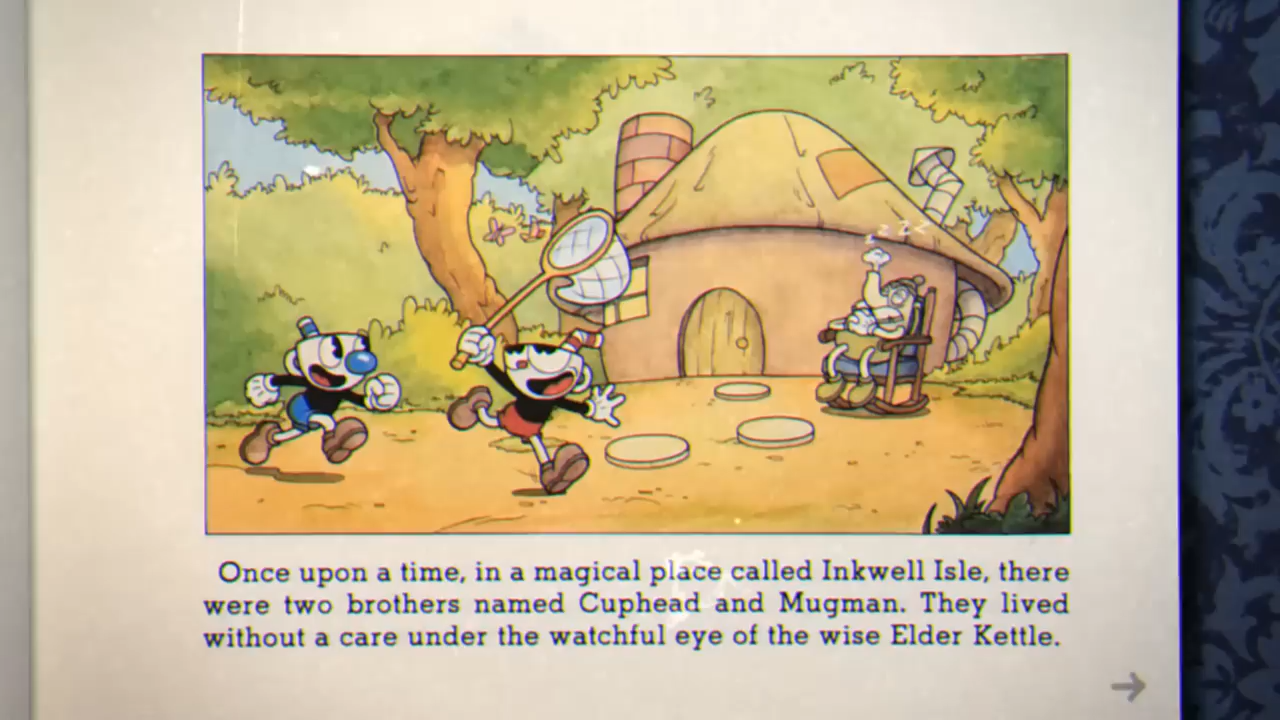 z z z z
Once upon a time, in a magical place called Inkwell Isle, there
were two brothers named Cuphead and Mugman. They lived
without a care under the watchful eye of the wise Elder Kettle.